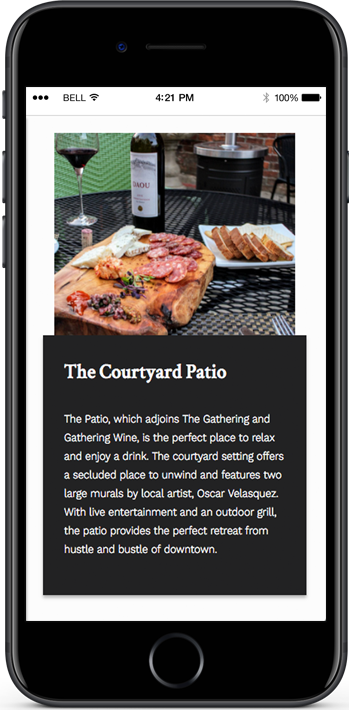 BELL 4:21 PM 100%
DAOU
The Courtyard Patio
The Patio, which adjoins The Gathering and
Gathering Wine, is the perfect place to relax
and enjoy a drink. The courtyard setting offers
a secluded place to unwind and features two
large murals by local artist, Oscar Velasquez.
With live entertainment and an outdoor grill,
the patio provides the perfect retreat from
hustle and bustle of downtown.